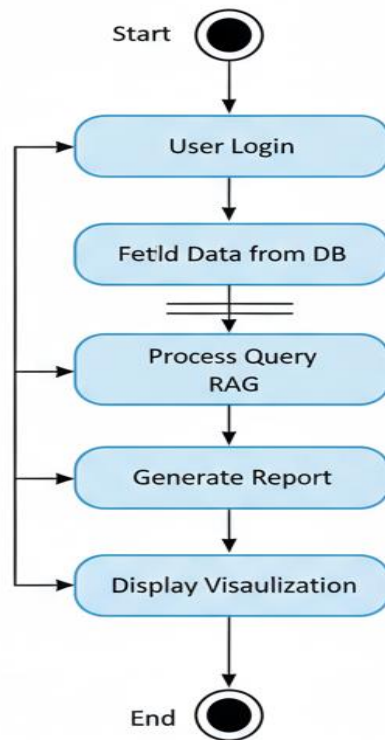 Start
User Login
Fetld Data from DB
Process Query
RAG
Generate Report
Display Visaulization
End